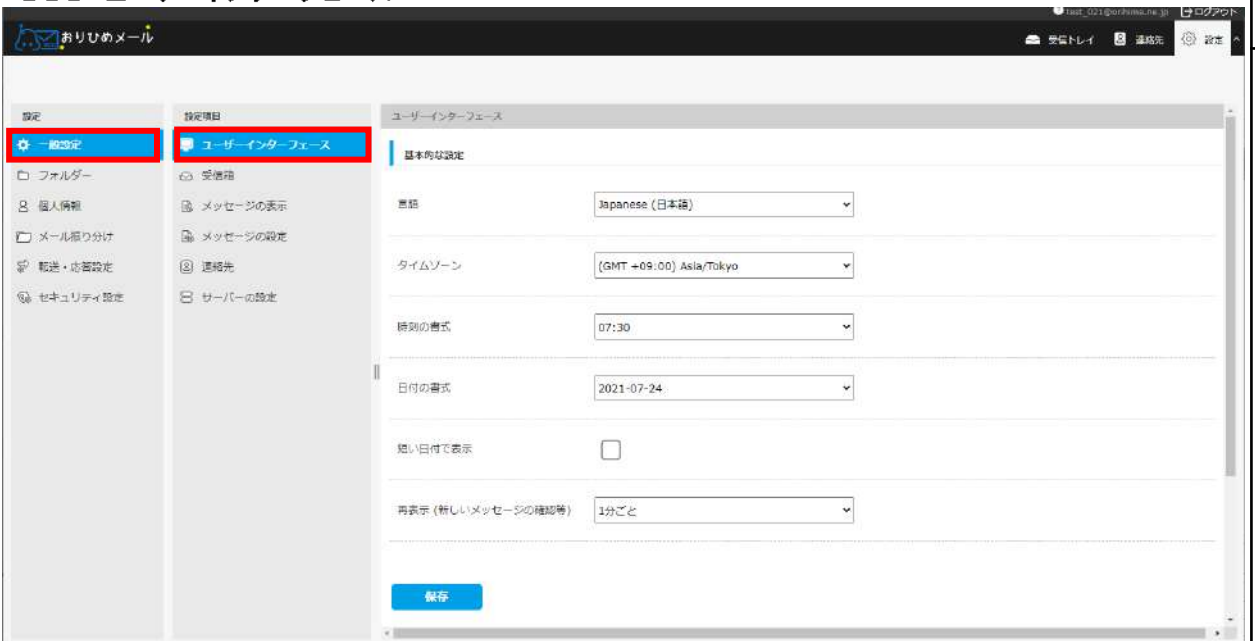 test_021@orihime.ne.jp ログアウト
おりひめメール
受信トレイ 連絡先 設定
設定
一般設定
フォルダー
個人情報
メール振り分け
転送・応答設定
セキュリティ設定
設定項目
ユーザーインターフェース
受信箱
メッセージの表示
メッセージの設定
連絡先
サーバーの設定
ユーザーインターフェース
基本的な設定
言語 Japanese (日本語)
タイムゾーン (GMT +09:00) Asia/Tokyo
時刻の書式 07:30
日付の書式 2021-07-24
短い日付で表示
再表示 (新しいメッセージの確認等) 1分ごと
保存